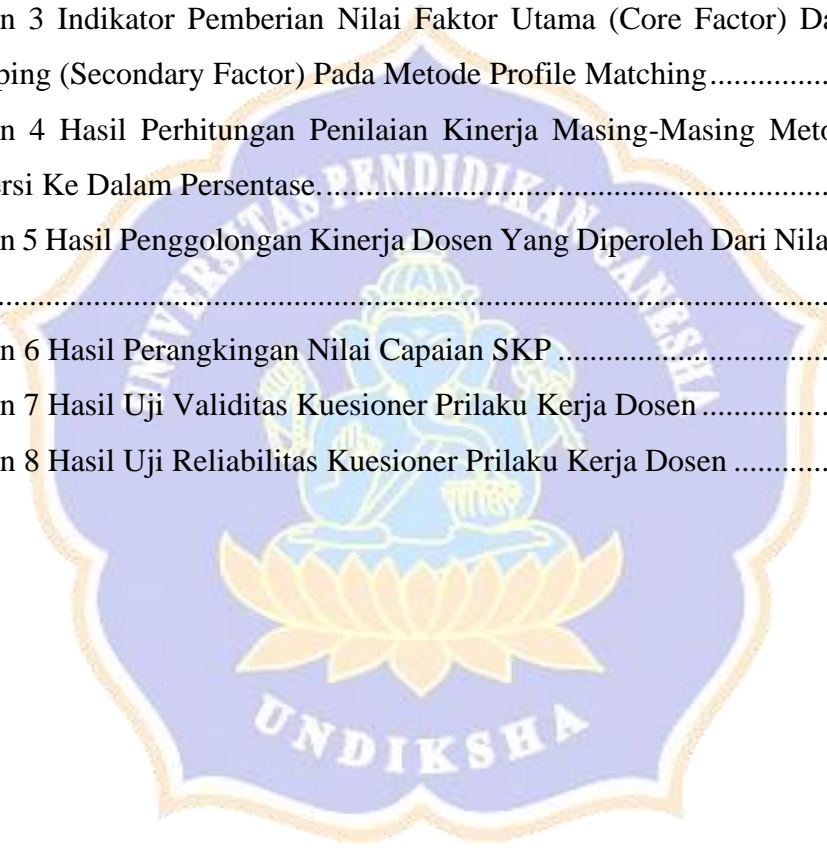 n 3 Indikator Pemberian Nilai Faktor Utama (Core Factor) Da
ping (Secondary Factor) Pada Metode Profile Matching..................
n 4 Hasil Perhitungan Penilaian Kinerja Masing-Masing Meto
ersi Ke Dalam Persentase...............................................................
n 5 Hasil Penggolongan Kinerja Dosen Yang Diperoleh Dari Nila
..........................................................................................................
n 6 Hasil Perangkingan Nilai Capaian SKP ..................................
n 7 Hasil Uji Validitas Kuesioner Prilaku Kerja Dosen ................
n 8 Hasil Uji Reliabilitas Kuesioner Prilaku Kerja Dosen ............
UNIVERSITAS PENDIDIKAN GANESHA
UNDIKSHA